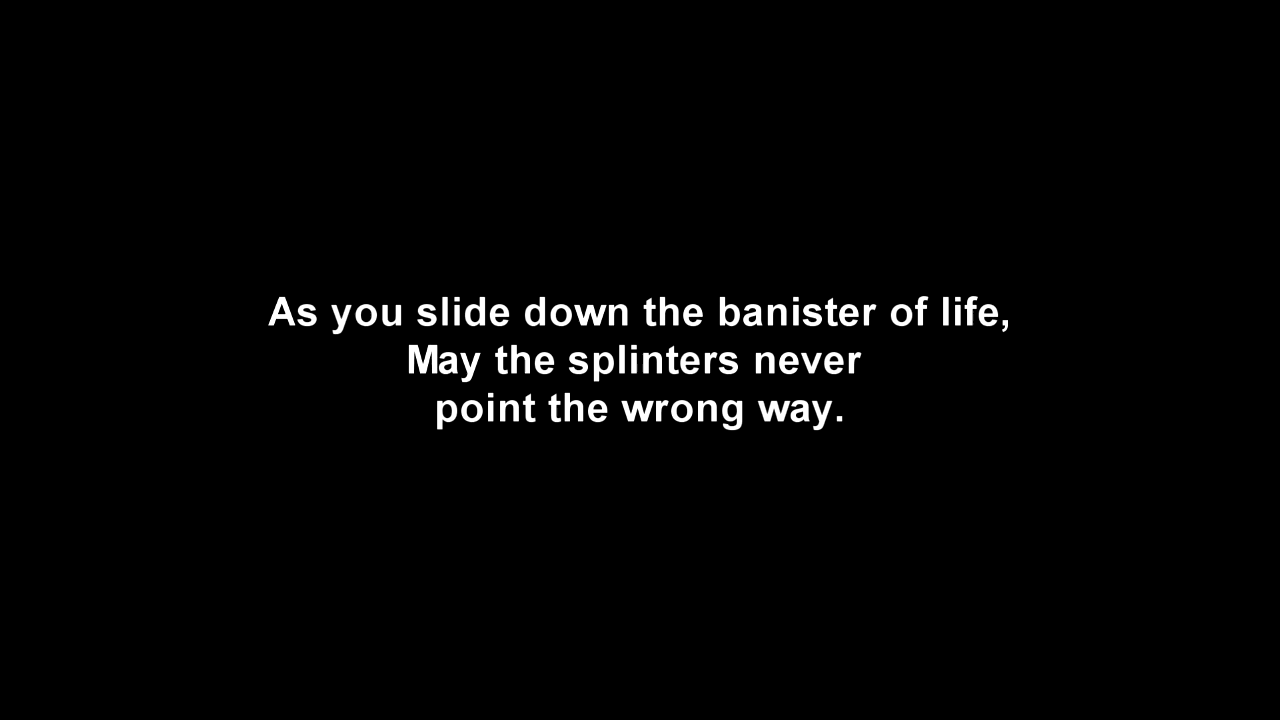 As you slide down the banister of life,
May the splinters never
point the wrong way.